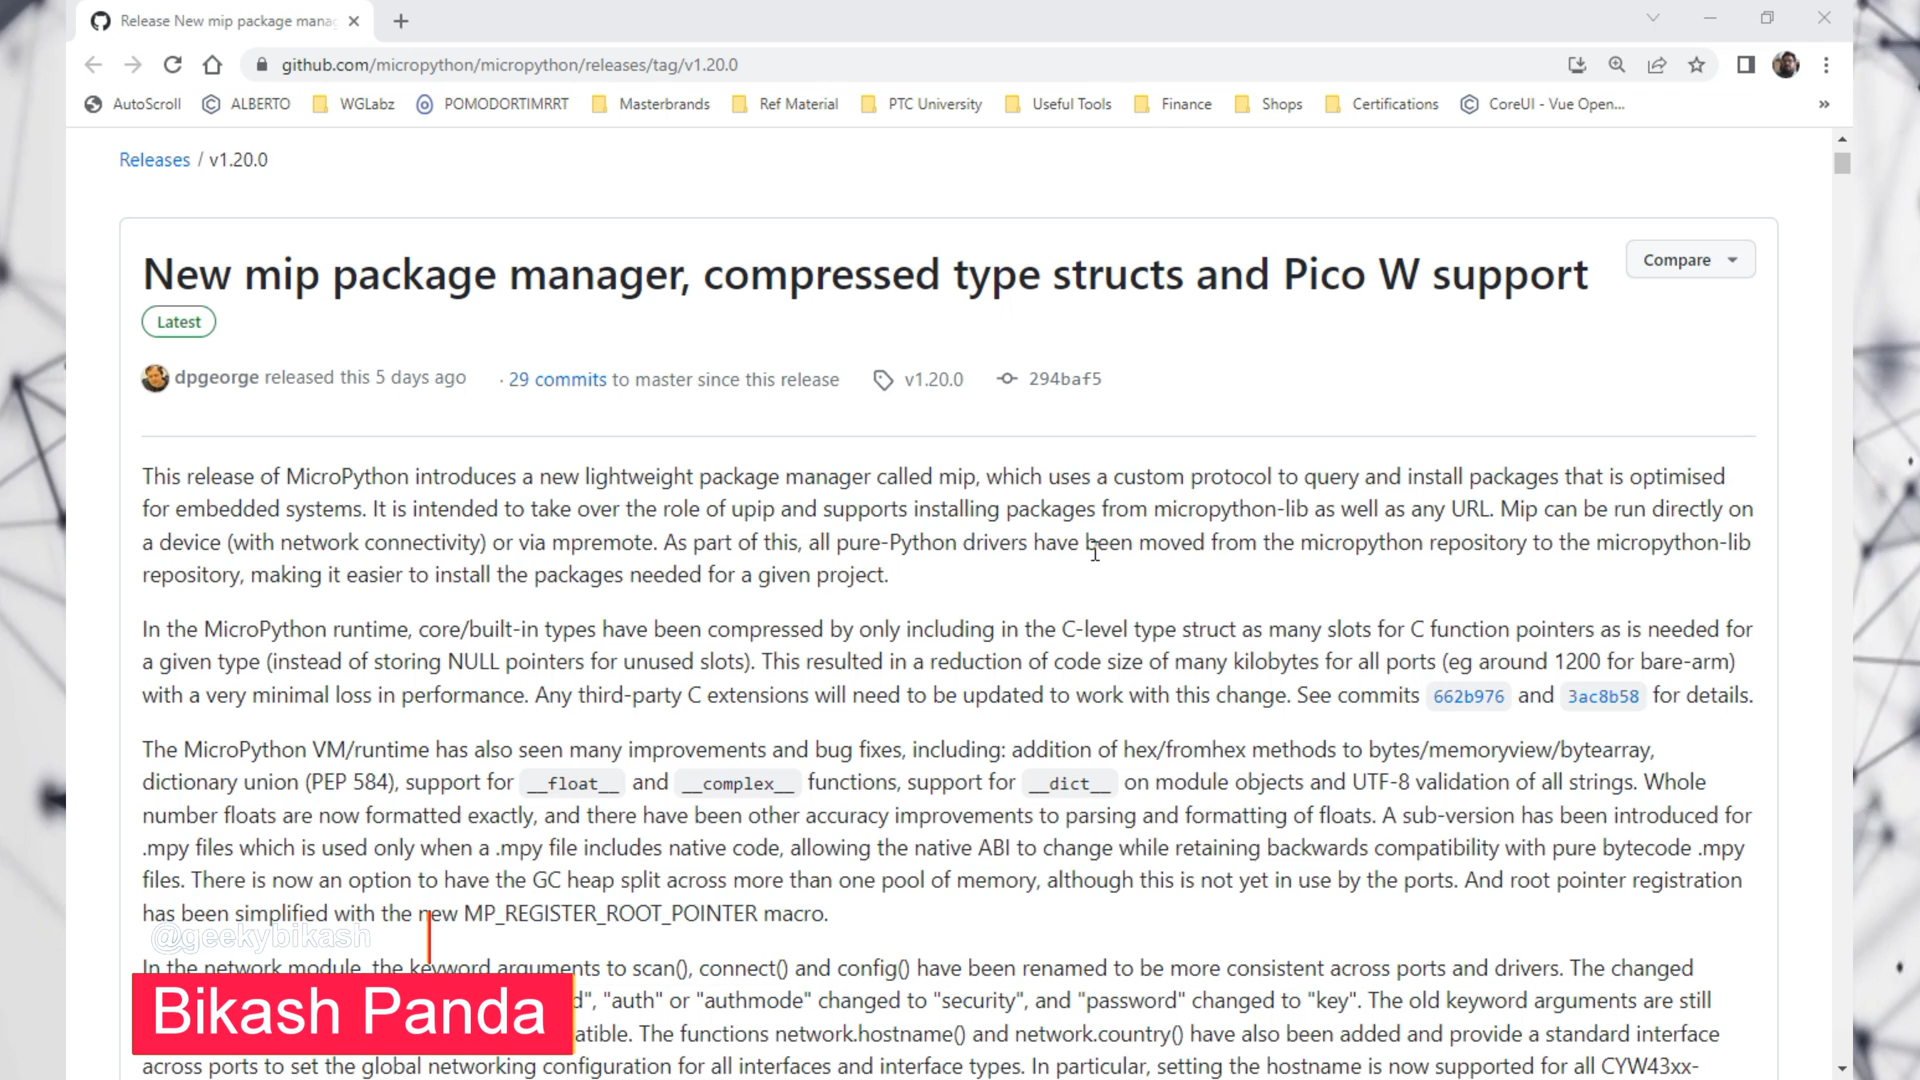 Release New mip package manag
github.com/micropython/micropython/releases/tag/v1.20.0
AutoScroll ALBERTO WGLabz POMODORTIMRRT Masterbrands Ref Material PTC University Useful Tools Finance Shops Certifications CoreUI - Vue Open... »
Releases / v1.20.0
New mip package manager, compressed type structs and Pico W support
Compare
Latest
dpgeorge released this 5 days ago · 29 commits to master since this release v1.20.0 294baf5
This release of MicroPython introduces a new lightweight package manager called mip, which uses a custom protocol to query and install packages that is optimised
for embedded systems. It is intended to take over the role of upip and supports installing packages from micropython-lib as well as any URL. Mip can be run directly on
a device (with network connectivity) or via mpremote. As part of this, all pure-Python drivers have been moved from the micropython repository to the micropython-lib
repository, making it easier to install the packages needed for a given project.
In the MicroPython runtime, core/built-in types have been compressed by only including in the C-level type struct as many slots for C function pointers as is needed for
a given type (instead of storing NULL pointers for unused slots). This resulted in a reduction of code size of many kilobytes for all ports (eg around 1200 for bare-arm)
with a very minimal loss in performance. Any third-party C extensions will need to be updated to work with this change. See commits 662b976 and 3ac8b58 for details.
The MicroPython VM/runtime has also seen many improvements and bug fixes, including: addition of hex/fromhex methods to bytes/memoryview/bytearray,
dictionary union (PEP 584), support for __float__ and __complex__ functions, support for __dict__ on module objects and UTF-8 validation of all strings. Whole
number floats are now formatted exactly, and there have been other accuracy improvements to parsing and formatting of floats. A sub-version has been introduced for
.mpy files which is used only when a .mpy file includes native code, allowing the native ABI to change while retaining backwards compatibility with pure bytecode .mpy
files. There is now an option to have the GC heap split across more than one pool of memory, although this is not yet in use by the ports. And root pointer registration
has been simplified with the new MP_REGISTER_ROOT_POINTER macro.
@geekybikash
In the network module, the keyword arguments to scan(), connect() and config() have been renamed to be more consistent across ports and drivers. The changed
Bikash Panda
", "auth" or "authmode" changed to "security", and "password" changed to "key". The old keyword arguments are still
The functions network.hostname() and network.country() have also been added and provide a standard interface
across ports to set the global networking configuration for all interfaces and interface types. In particular, setting the hostname is now supported for all CYW43xx-